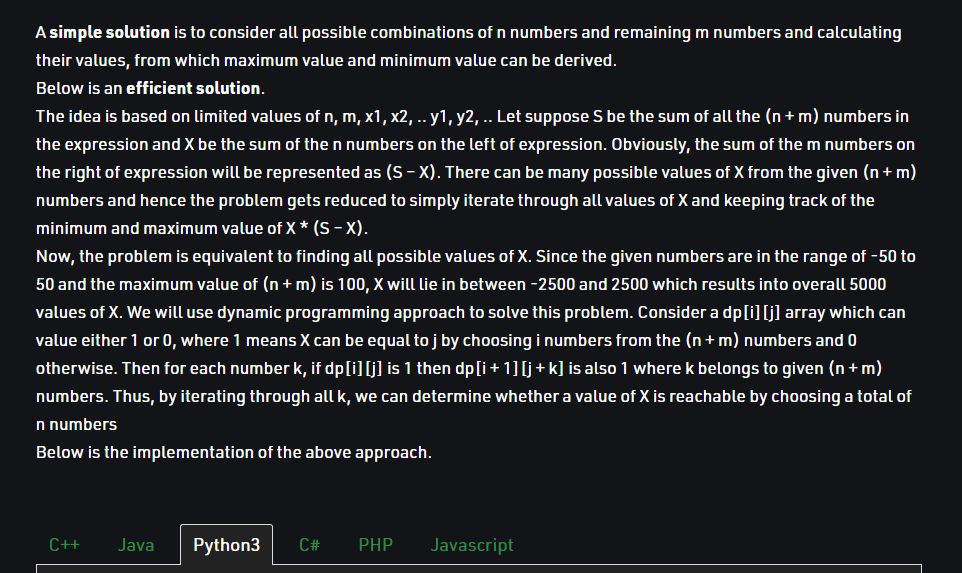 A simple solution is to consider all possible combinations of n numbers and remaining m numbers and calculating
their values, from which maximum value and minimum value can be derived.
Below is an efficient solution.
The idea is based on limited values of n, m, x1, x2, .. y1, y2, .. Let suppose S be the sum of all the (n + m) numbers in
the expression and X be the sum of the n numbers on the left of expression. Obviously, the sum of the m numbers on
the right of expression will be represented as (S – X). There can be many possible values of X from the given (n + m)
numbers and hence the problem gets reduced to simply iterate through all values of X and keeping track of the
minimum and maximum value of X * (S – X).
Now, the problem is equivalent to finding all possible values of X. Since the given numbers are in the range of -50 to
50 and the maximum value of (n + m) is 100, X will lie in between -2500 and 2500 which results into overall 5000
values of X. We will use dynamic programming approach to solve this problem. Consider a dp[i][j] array which can
value either 1 or 0, where 1 means X can be equal to j by choosing i numbers from the (n + m) numbers and 0
otherwise. Then for each number k, if dp[i][j] is 1 then dp[i + 1][j + k] is also 1 where k belongs to given (n + m)
numbers. Thus, by iterating through all k, we can determine whether a value of X is reachable by choosing a total of
n numbers
Below is the implementation of the above approach.
C++ Java Python3 C# PHP Javascript